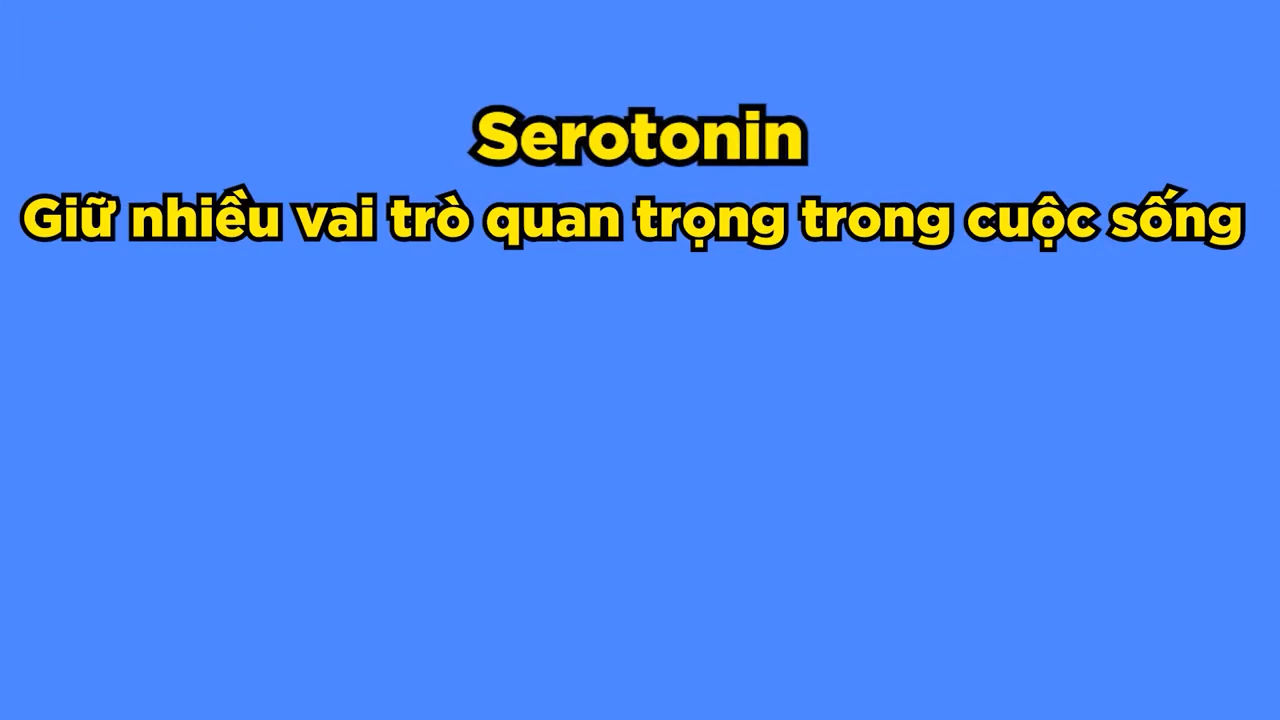 Serotonin
Giữ nhiều vai trò quan trọng trong cuộc sống